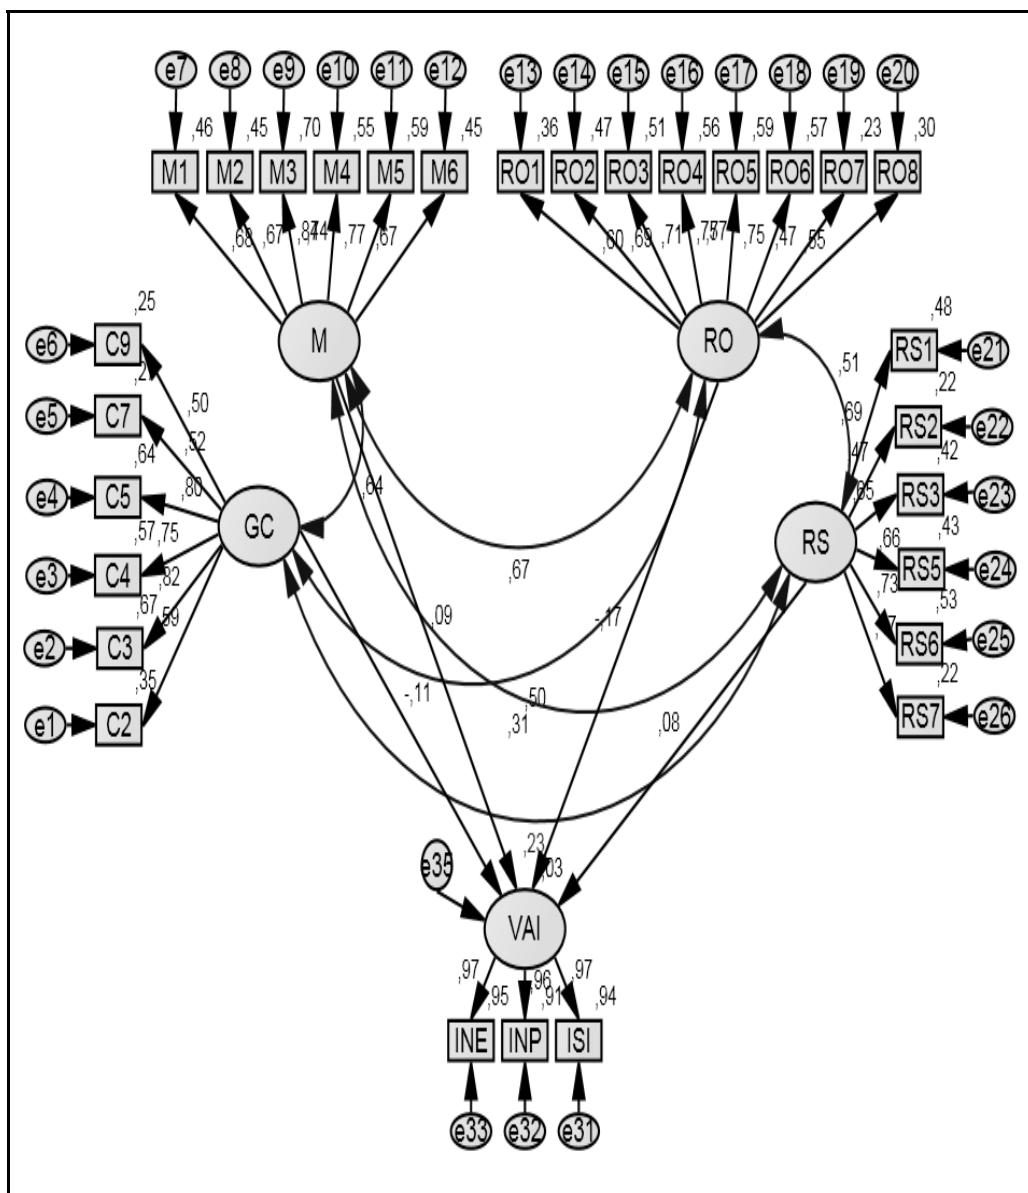 e7 e8 e9 e10 e11 e12 e13 e14 e15 e16 e17 e18 e19 e20
,46 ,45 ,70 ,55 ,59 ,45 ,36 ,47 ,51 ,56 ,59 ,57 ,23 ,30
M1 M2 M3 M4 M5 M6 RO1 RO2 RO3 RO4 RO5 RO6 RO7 RO8
,68 ,67 ,84 ,74 ,77 ,67 ,60 ,69 ,71 ,75 ,77 ,75 ,47 ,55
,25 ,48
M RO
e6 C9 RS1 e21
,51
,22
,50 ,69
e5 C7 RS2 e22
,52 ,47 ,42
,64
,80 ,64 ,65
e4 C5 RS3 e23
GC RS
,57 ,75 ,66 ,43
e3 C4 RS5 e24
,82 ,67 ,73
,67 ,59 ,09 -,17 ,53
e2 C3 RS6 e25
,35 ,22
-,11 ,50 ,31 ,08
e1 C2 RS7 e26
,23
,03
e35
VAI
,97 ,96 ,97
,95 ,91 ,94
INE INP ISI
e33 e32 e31